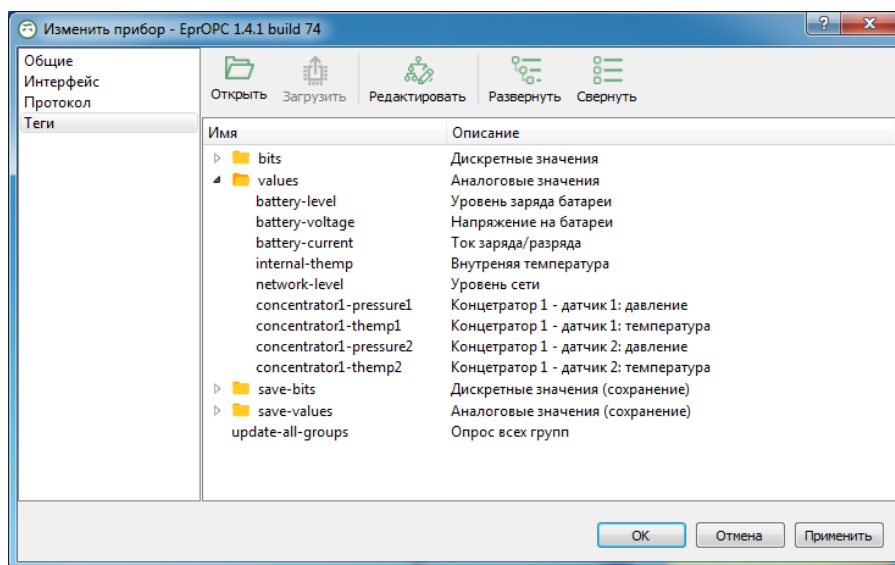 Изменить прибор - EprOPC 1.4.1 build 74
Общие
Интерфейс
Протокол
Теги
Открыть Загрузить Редактировать Развернуть Свернуть
Имя Описание
bits Дискретные значения
values Аналоговые значения
battery-level Уровень заряда батареи
battery-voltage Напряжение на батареи
battery-current Ток заряда/разряда
internal-themp Внутреняя температура
network-level Уровень сети
concentrator1-pressure1 Концетратор 1 - датчик 1: давление
concentrator1-themp1 Концетратор 1 - датчик 1: температура
concentrator1-pressure2 Концетратор 1 - датчик 2: давление
concentrator1-themp2 Концетратор 1 - датчик 2: температура
save-bits Дискретные значения (сохранение)
save-values Аналоговые значения (сохранение)
update-all-groups Опрос всех групп
OK Отмена Применить